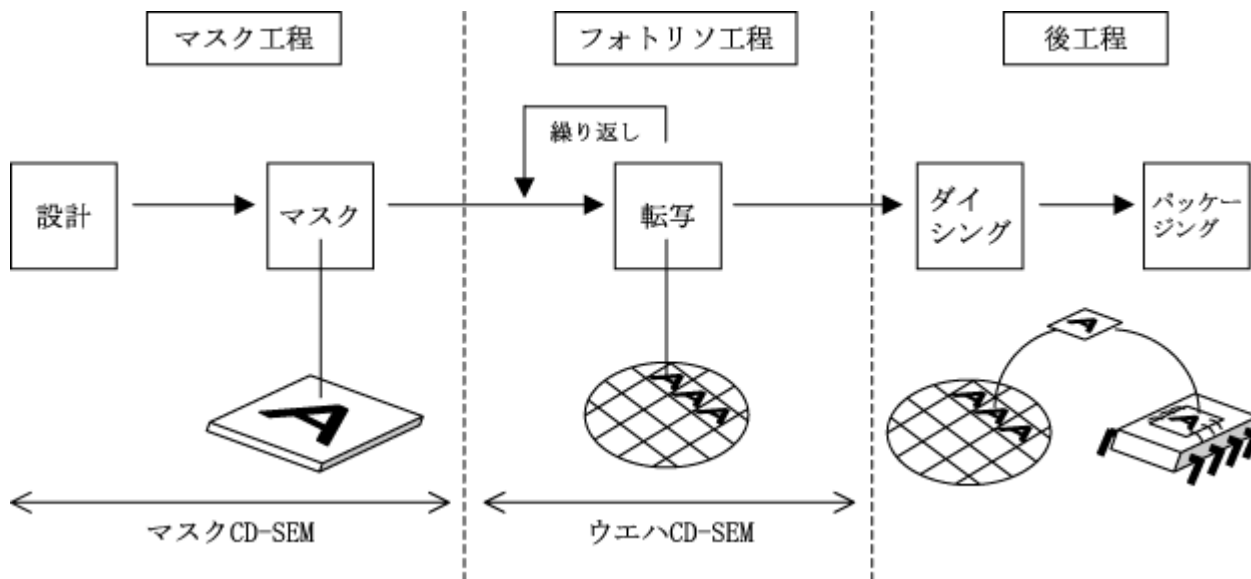 マスク工程
フォトリソ工程
後工程
繰り返し
設計
マスク
転写
ダイ
シング
パッケー
ジング
A
A A A
A
A A A
A
マスクCD-SEM
ウエハCD-SEM